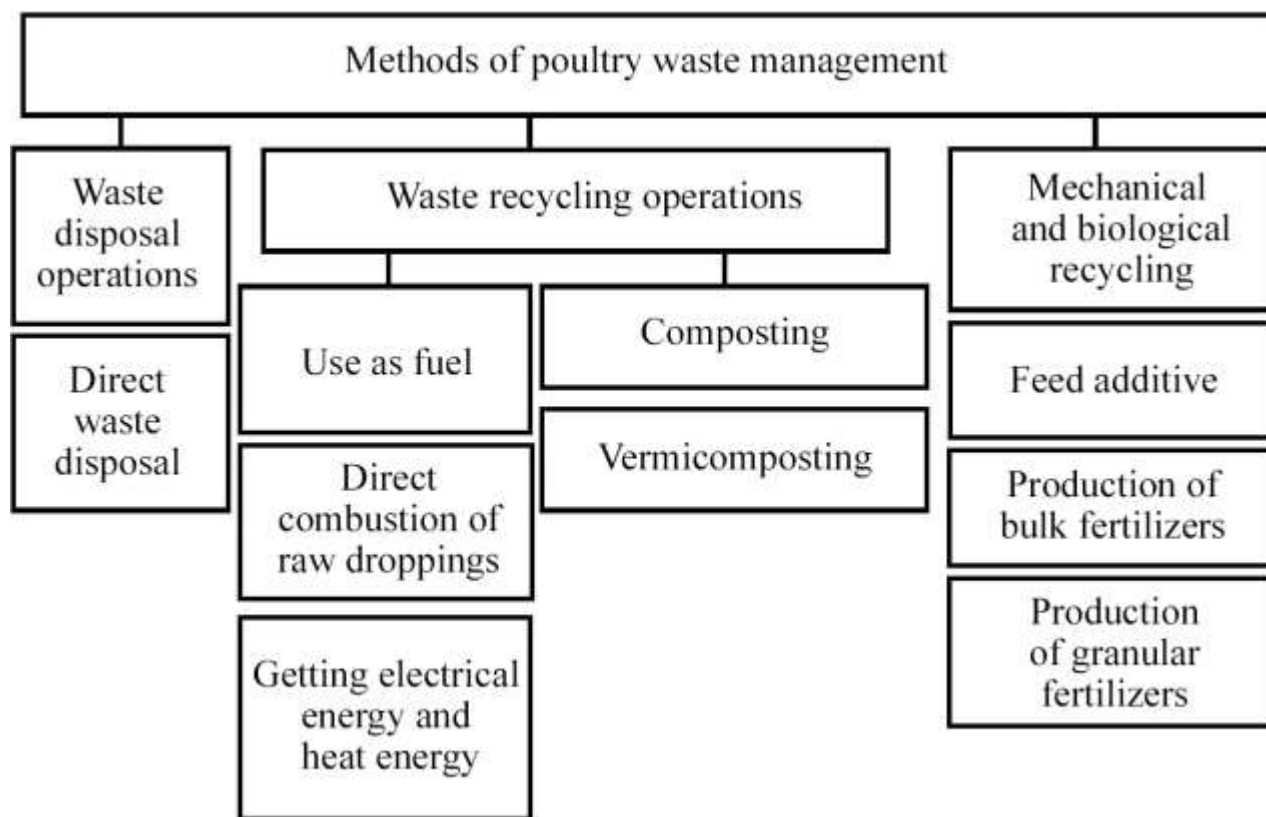 Methods of poultry waste management
Waste
disposal
operations
Direct
waste
disposal
Waste recycling operations
Use as fuel
Direct
combustion of
raw droppings
Getting electrical
energy and
heat energy
Composting
Vermicomposting
Mechanical
and biological
recycling
Feed additive
Production of
bulk fertilizers
Production
of granular
fertilizers